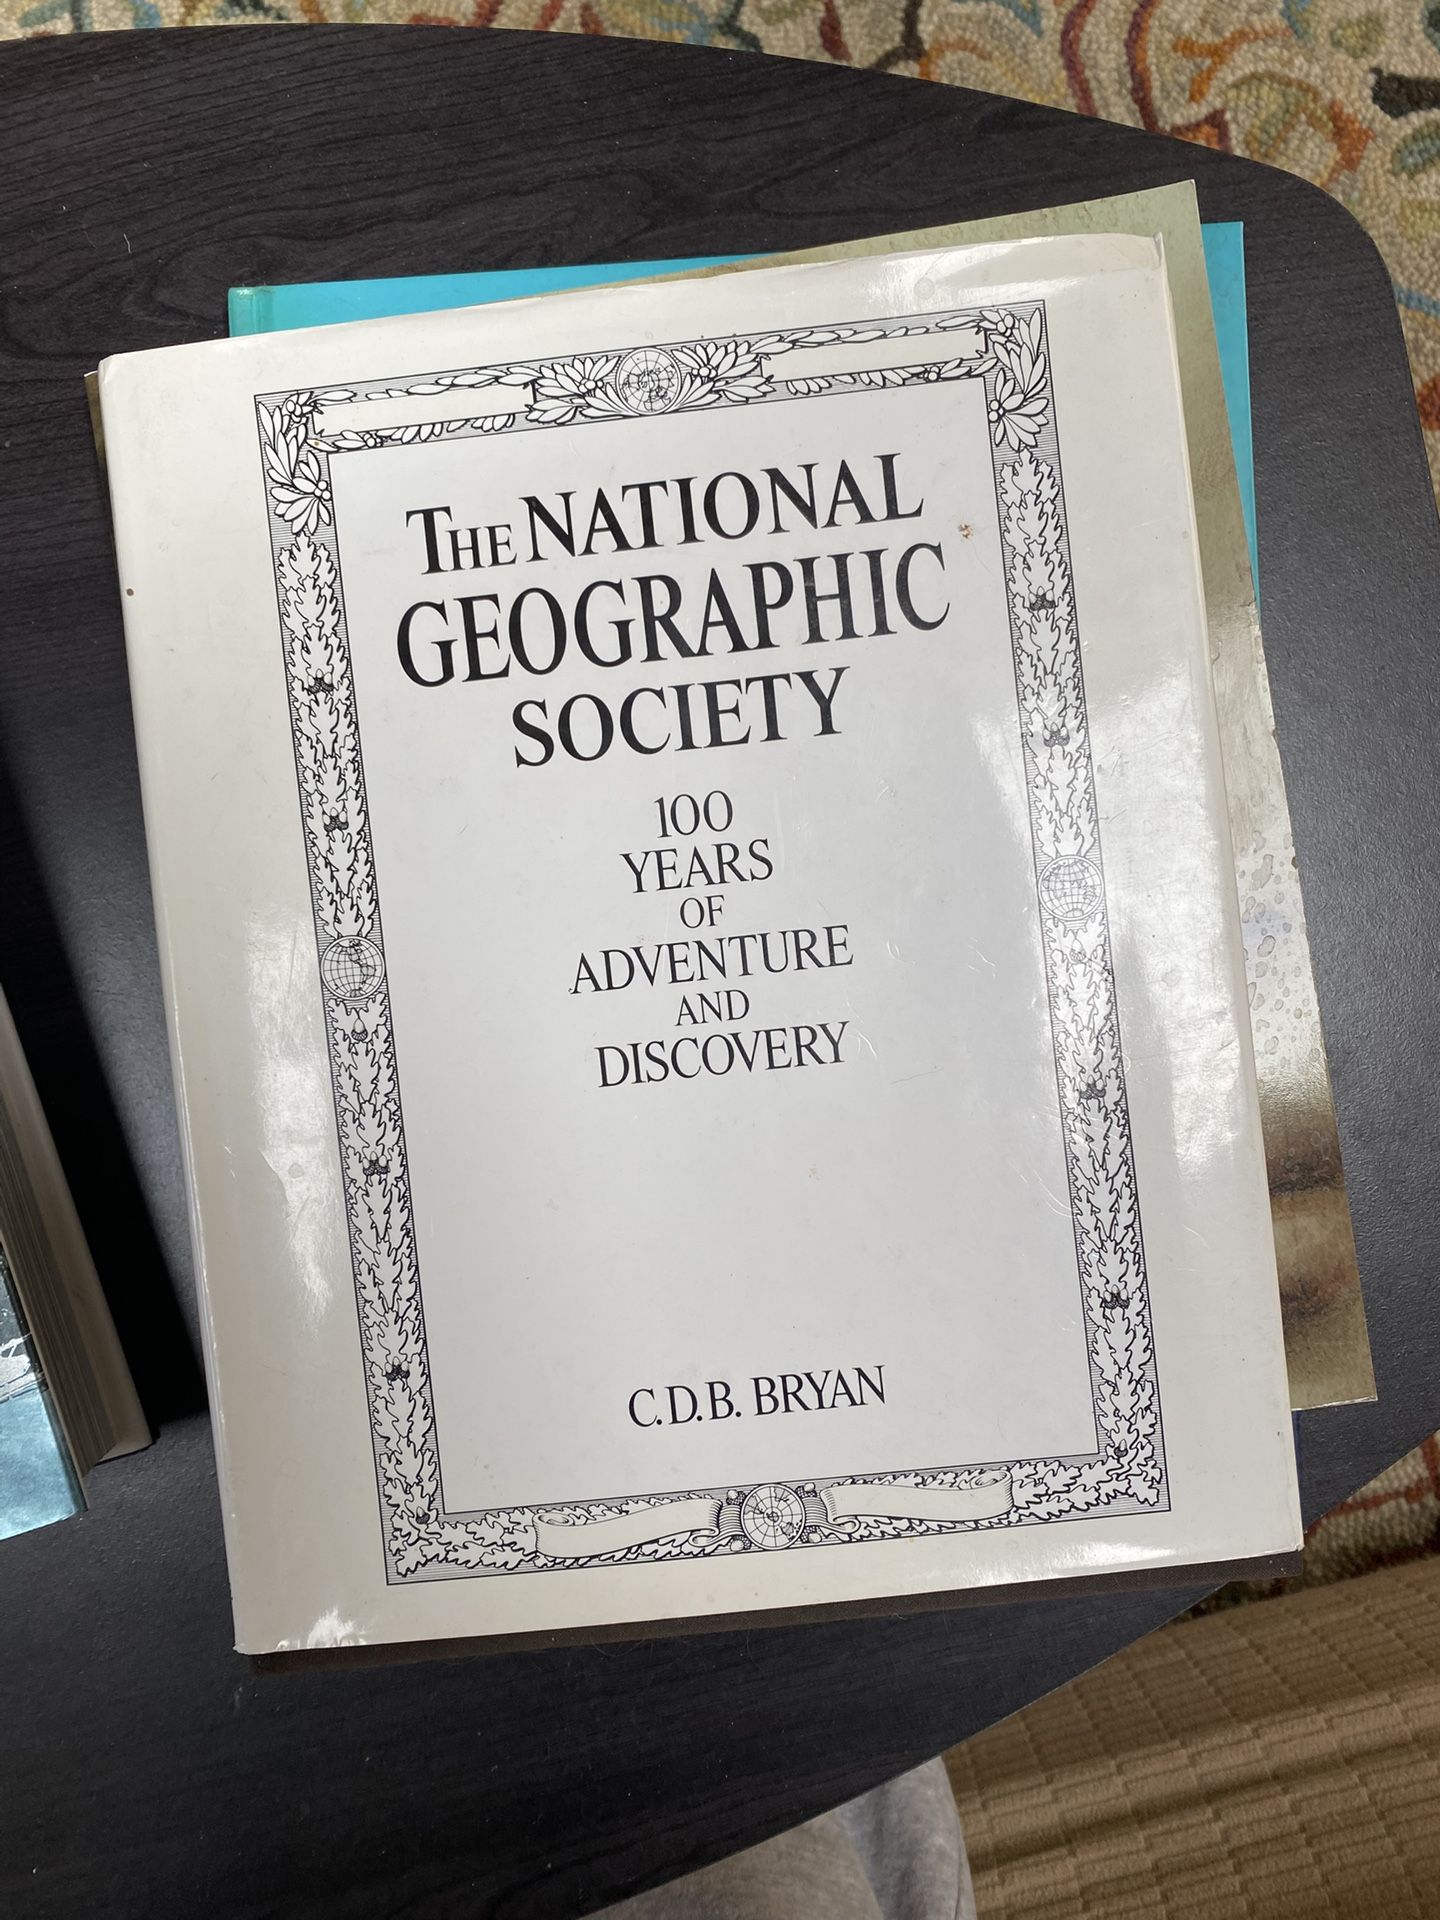 THE NATIONAL
GEOGRAPHIC
SOCIETY
100
YEARS
OF
ADVENTURE
AND
DISCOVERY
C.D.B. BRYAN